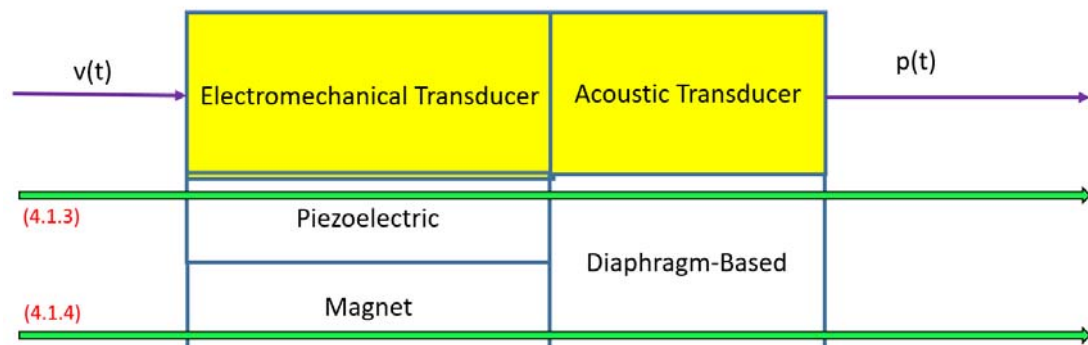 v(t)
Electromechanical Transducer
Acoustic Transducer
p(t)
(4.1.3)
Piezoelectric
Diaphragm-Based
(4.1.4)
Magnet